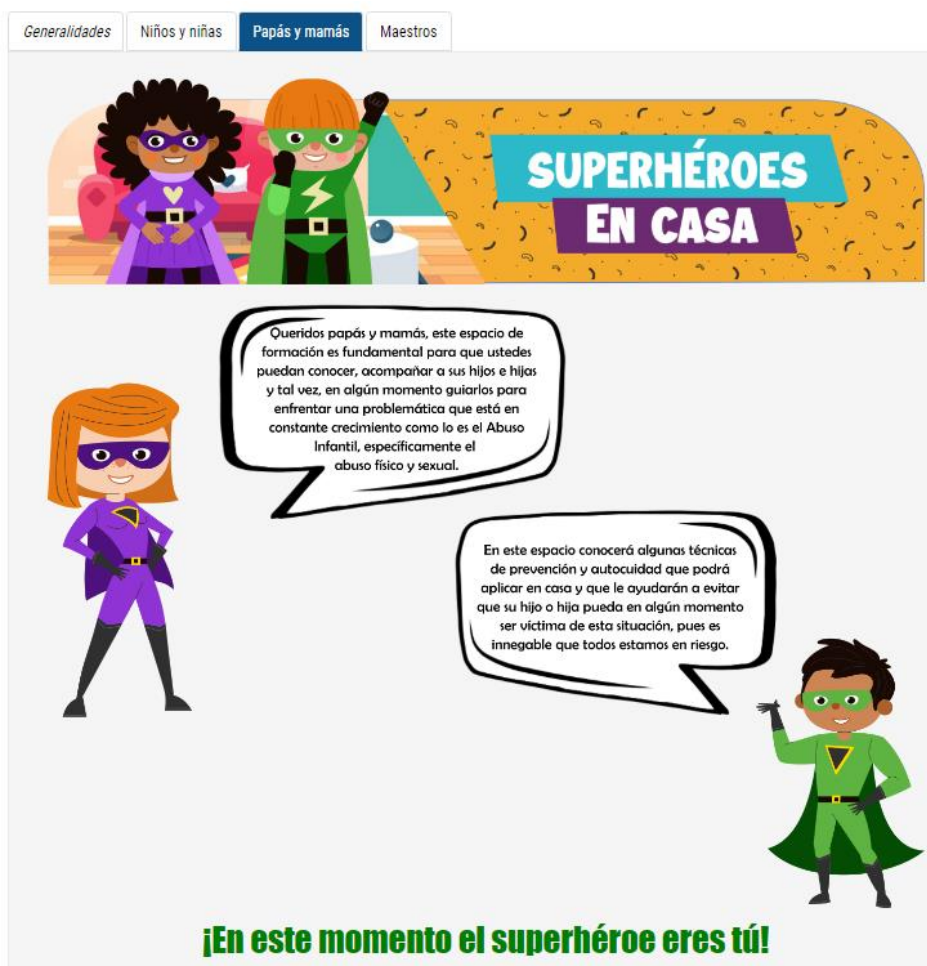 Generalidades
Niños y niñas
Papás y mamás
Maestros
SUPERHÉROES
EN CASA
Queridos papás y mamás, este espacio de
formación es fundamental para que ustedes
puedan conocer, acompañar a sus hijos e hijas
y tal vez, en algún momento guiarlos para
enfrentar una problemática que está en
constante crecimiento como lo es el Abuso
Infantil, específicamente el
abuso físico y sexual.
En este espacio conocerá algunas técnicas
de prevención y autocuidad que podrá
aplicar en casa y que le ayudarán a evitar
que su hijo o hija pueda en algún momento
ser víctima de esta situación, pues es
innegable que todos estamos en riesgo.
¡En este momento el superhéroe eres tú!